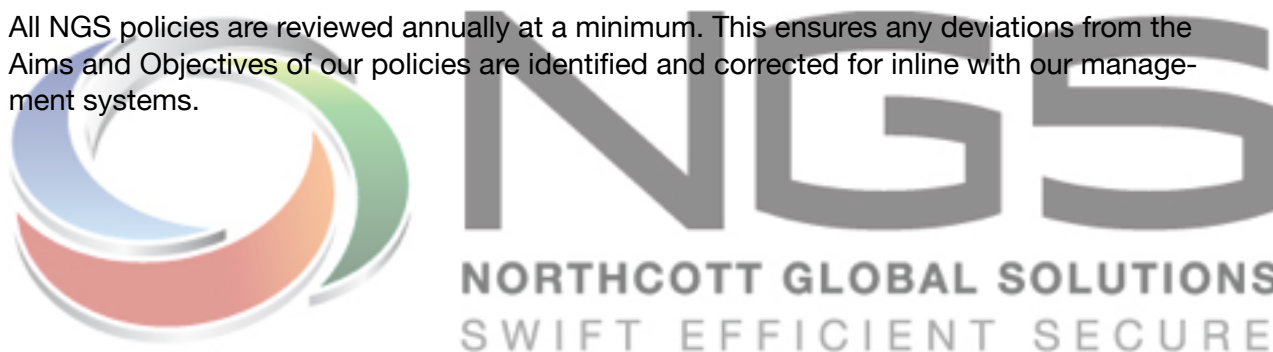 All NGS policies are reviewed annually at a minimum. This ensures any deviations from the
Aims and Objectives of our policies are identified and corrected for inline with our manage-
ment systems.
NGS
NORTHCOTT GLOBAL SOLUTIONS
SWIFT EFFICIENT SECURE